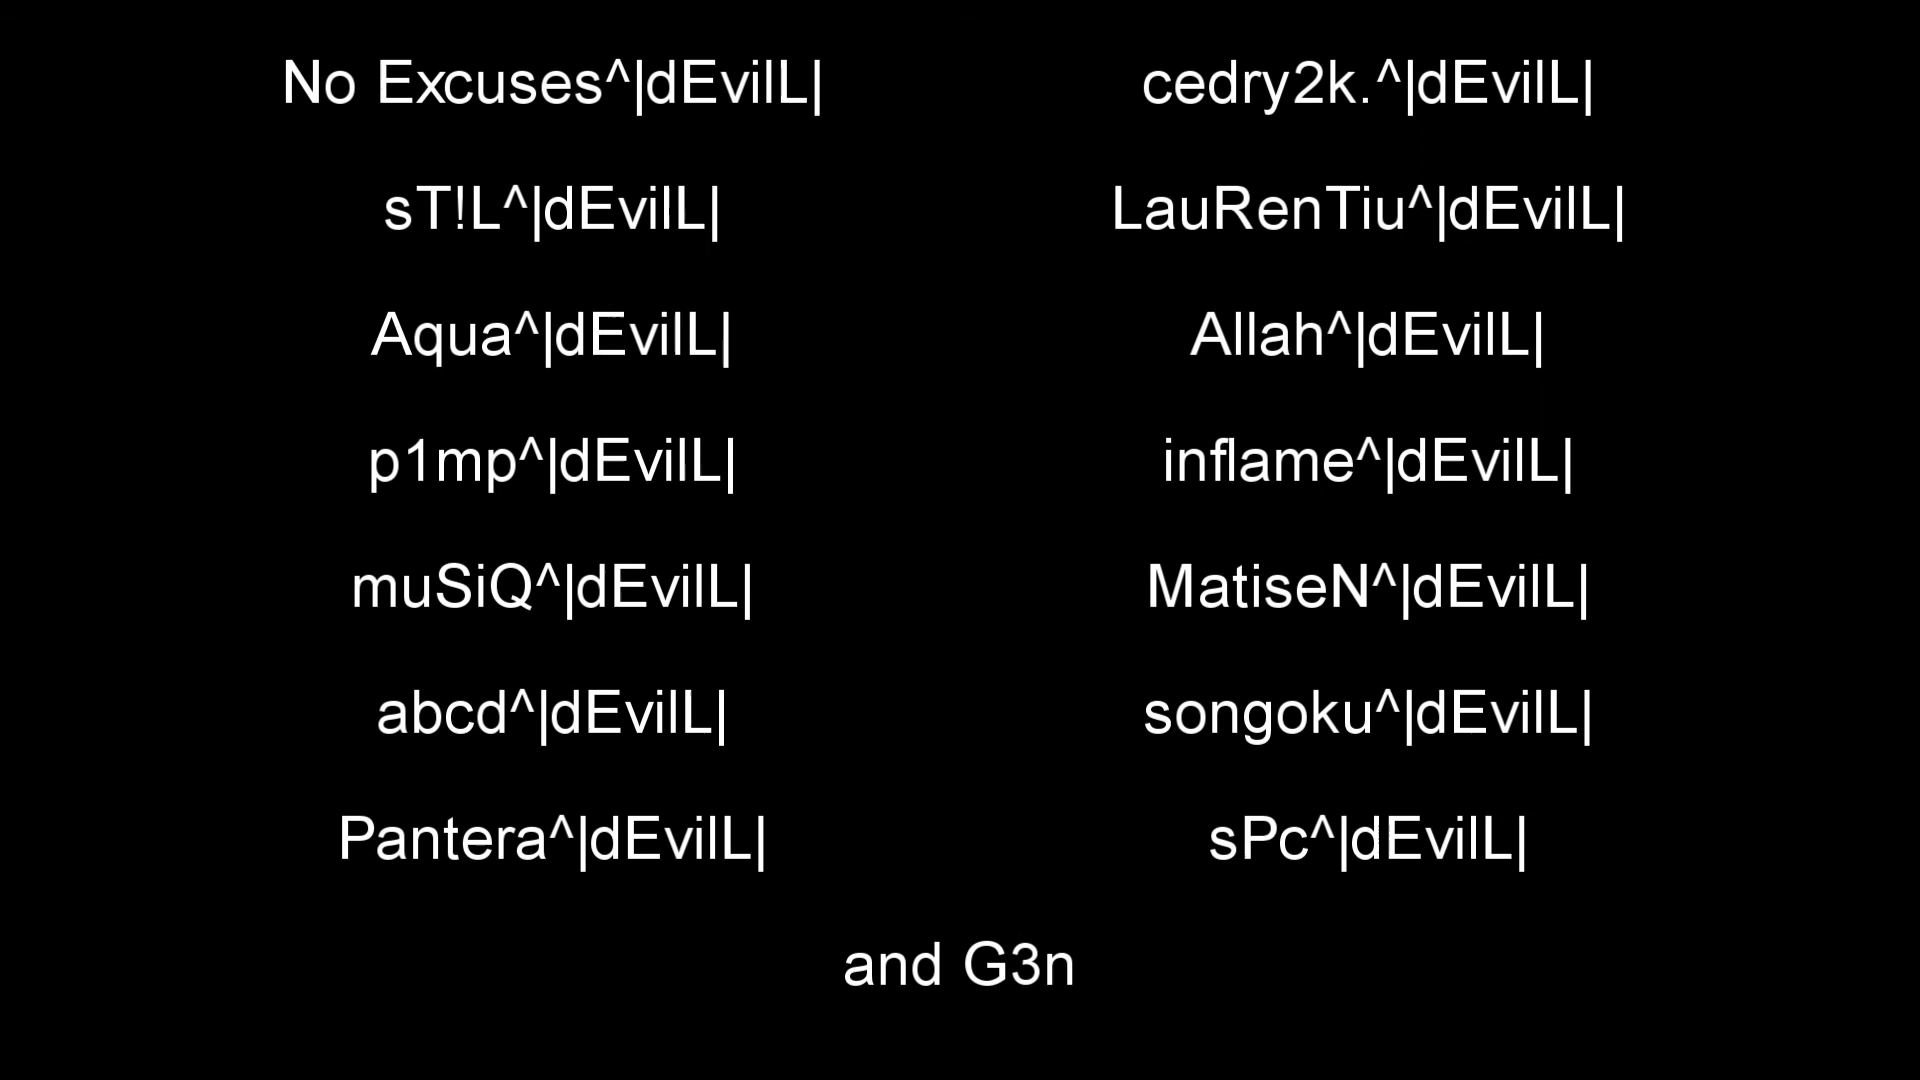 No Excuses^|dEvilL| cedry2k.^|dEvilL|
sT!L^|dEvilL| LauRenTiu^|dEvilL|
Aqua^|dEvilL| Allah^|dEvilL|
p1mp^|dEvilL| inflame^|dEvilL|
muSiQ^|dEvilL| MatiseN^|dEvilL|
abcd^|dEvilL| songoku^|dEvilL|
Pantera^|dEvilL| sPc^|dEvilL|
and G3n